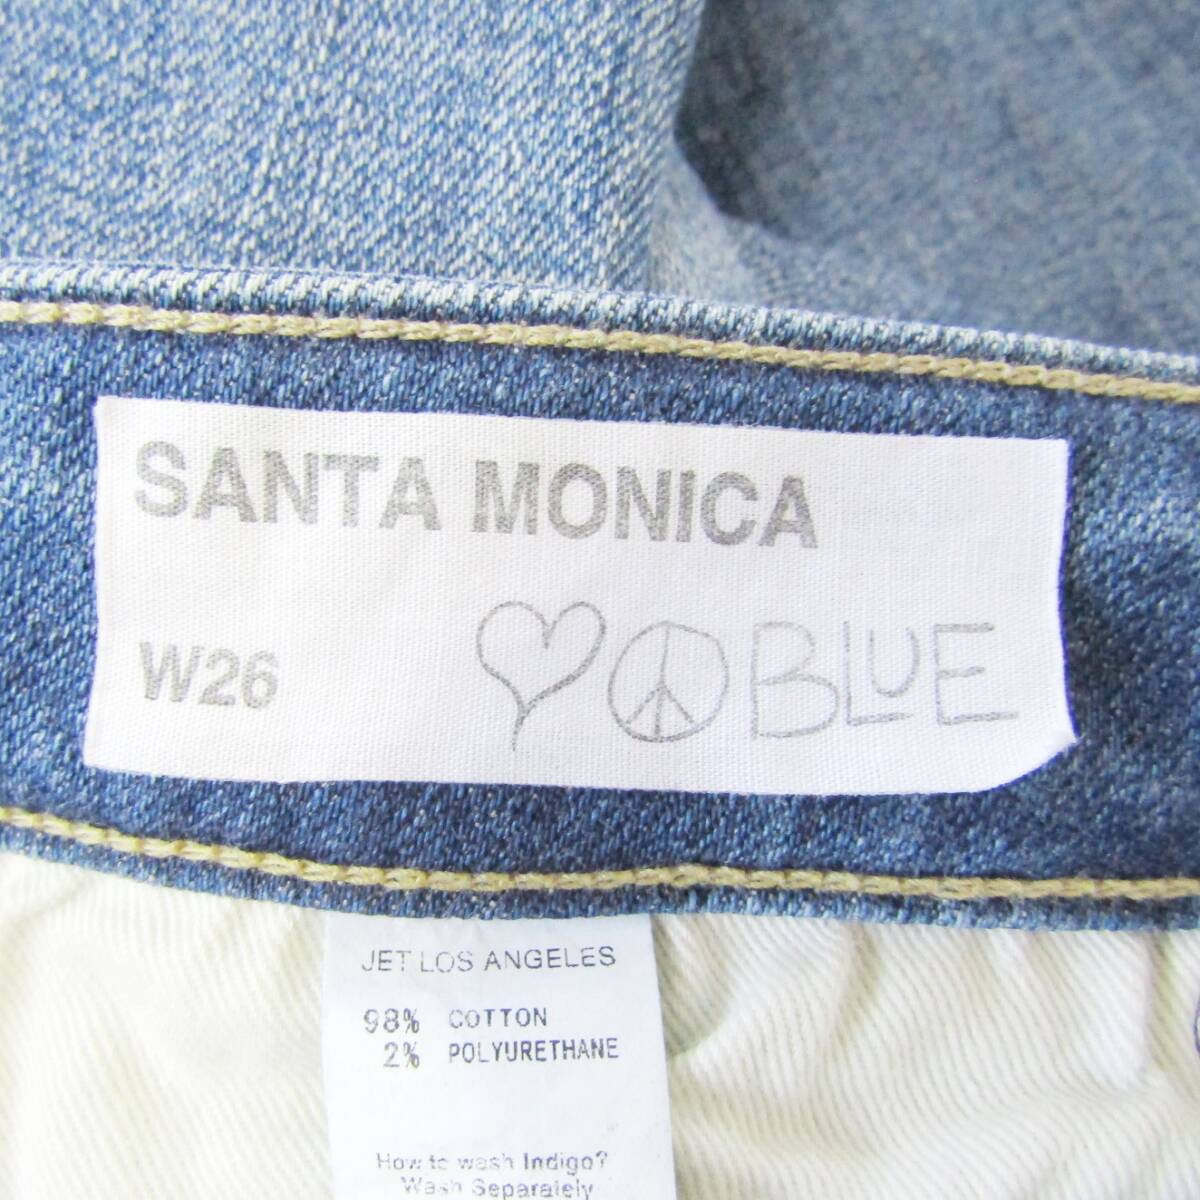 SANTA MONICA
W26
BLUE
JET LOS ANGELES
98% COTTON
2% POLYURETHANE
How to wash Indigo?
Wash Separately